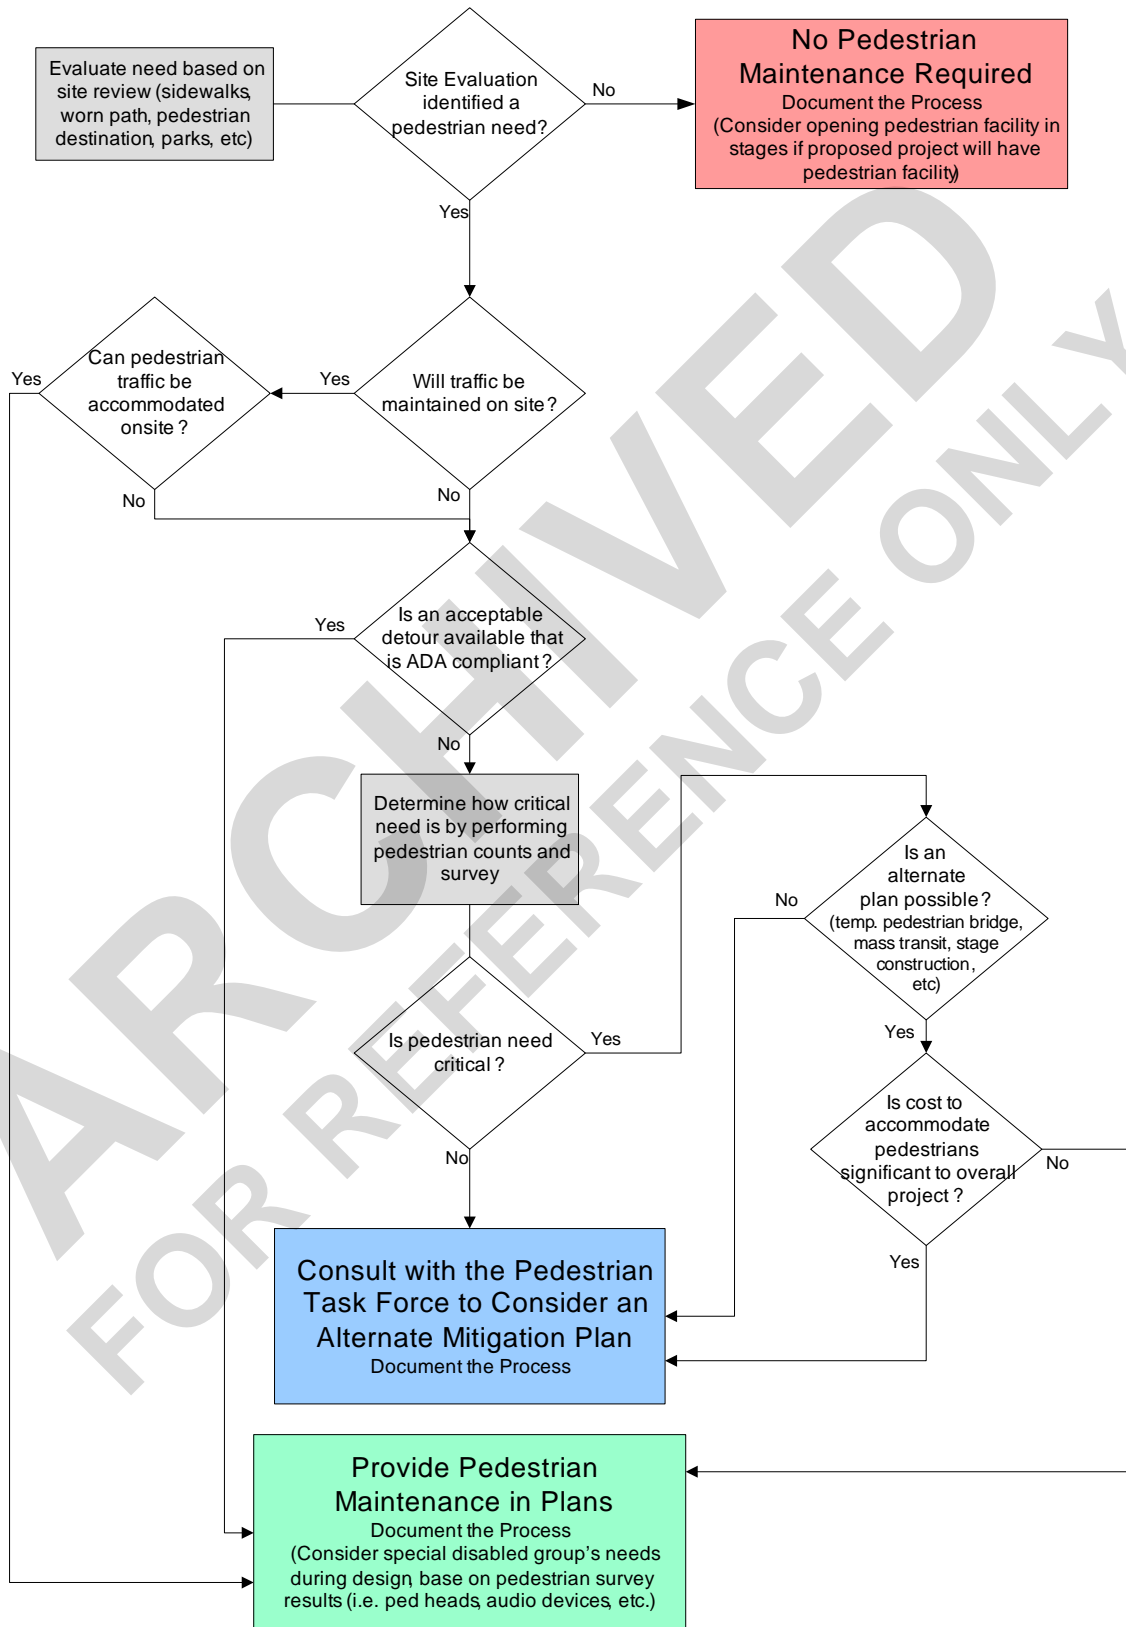 Evaluate need based on
site review (sidewalks,
worn path, pedestrian
destination, parks, etc)
Site Evaluation
identified a
pedestrian need?
No
No Pedestrian
Maintenance Required
Document the Process
(Consider opening pedestrian facility in
stages if proposed project will have
pedestrian facility)
Yes
Can pedestrian
traffic be
accommodated
onsite ?
Yes
Yes
Will traffic be
maintained on site?
No
No
Is an acceptable
detour available that
is ADA compliant ?
Yes
No
Determine how critical
need is by performing
pedestrian counts and
survey
Is an
alternate
plan possible ?
(temp. pedestrian bridge,
mass transit, stage
construction,
etc)
No
Yes
Is pedestrian need
critical ?
Yes
No
Is cost to
accommodate
pedestrians
significant to overall
project ?
No
Yes
Consult with the Pedestrian
Task Force to Consider an
Alternate Mitigation Plan
Document the Process
Provide Pedestrian
Maintenance in Plans
Document the Process
(Consider special disabled group's needs
during design, base on pedestrian survey
results (i.e. ped heads, audio devices, etc.)
ARCHIVED
FOR REFERENCE ONLY